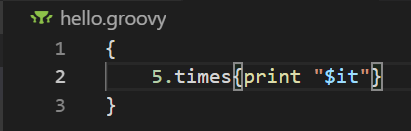 hello.groovy
1 {
2 5.times{print "$it"}
3 }